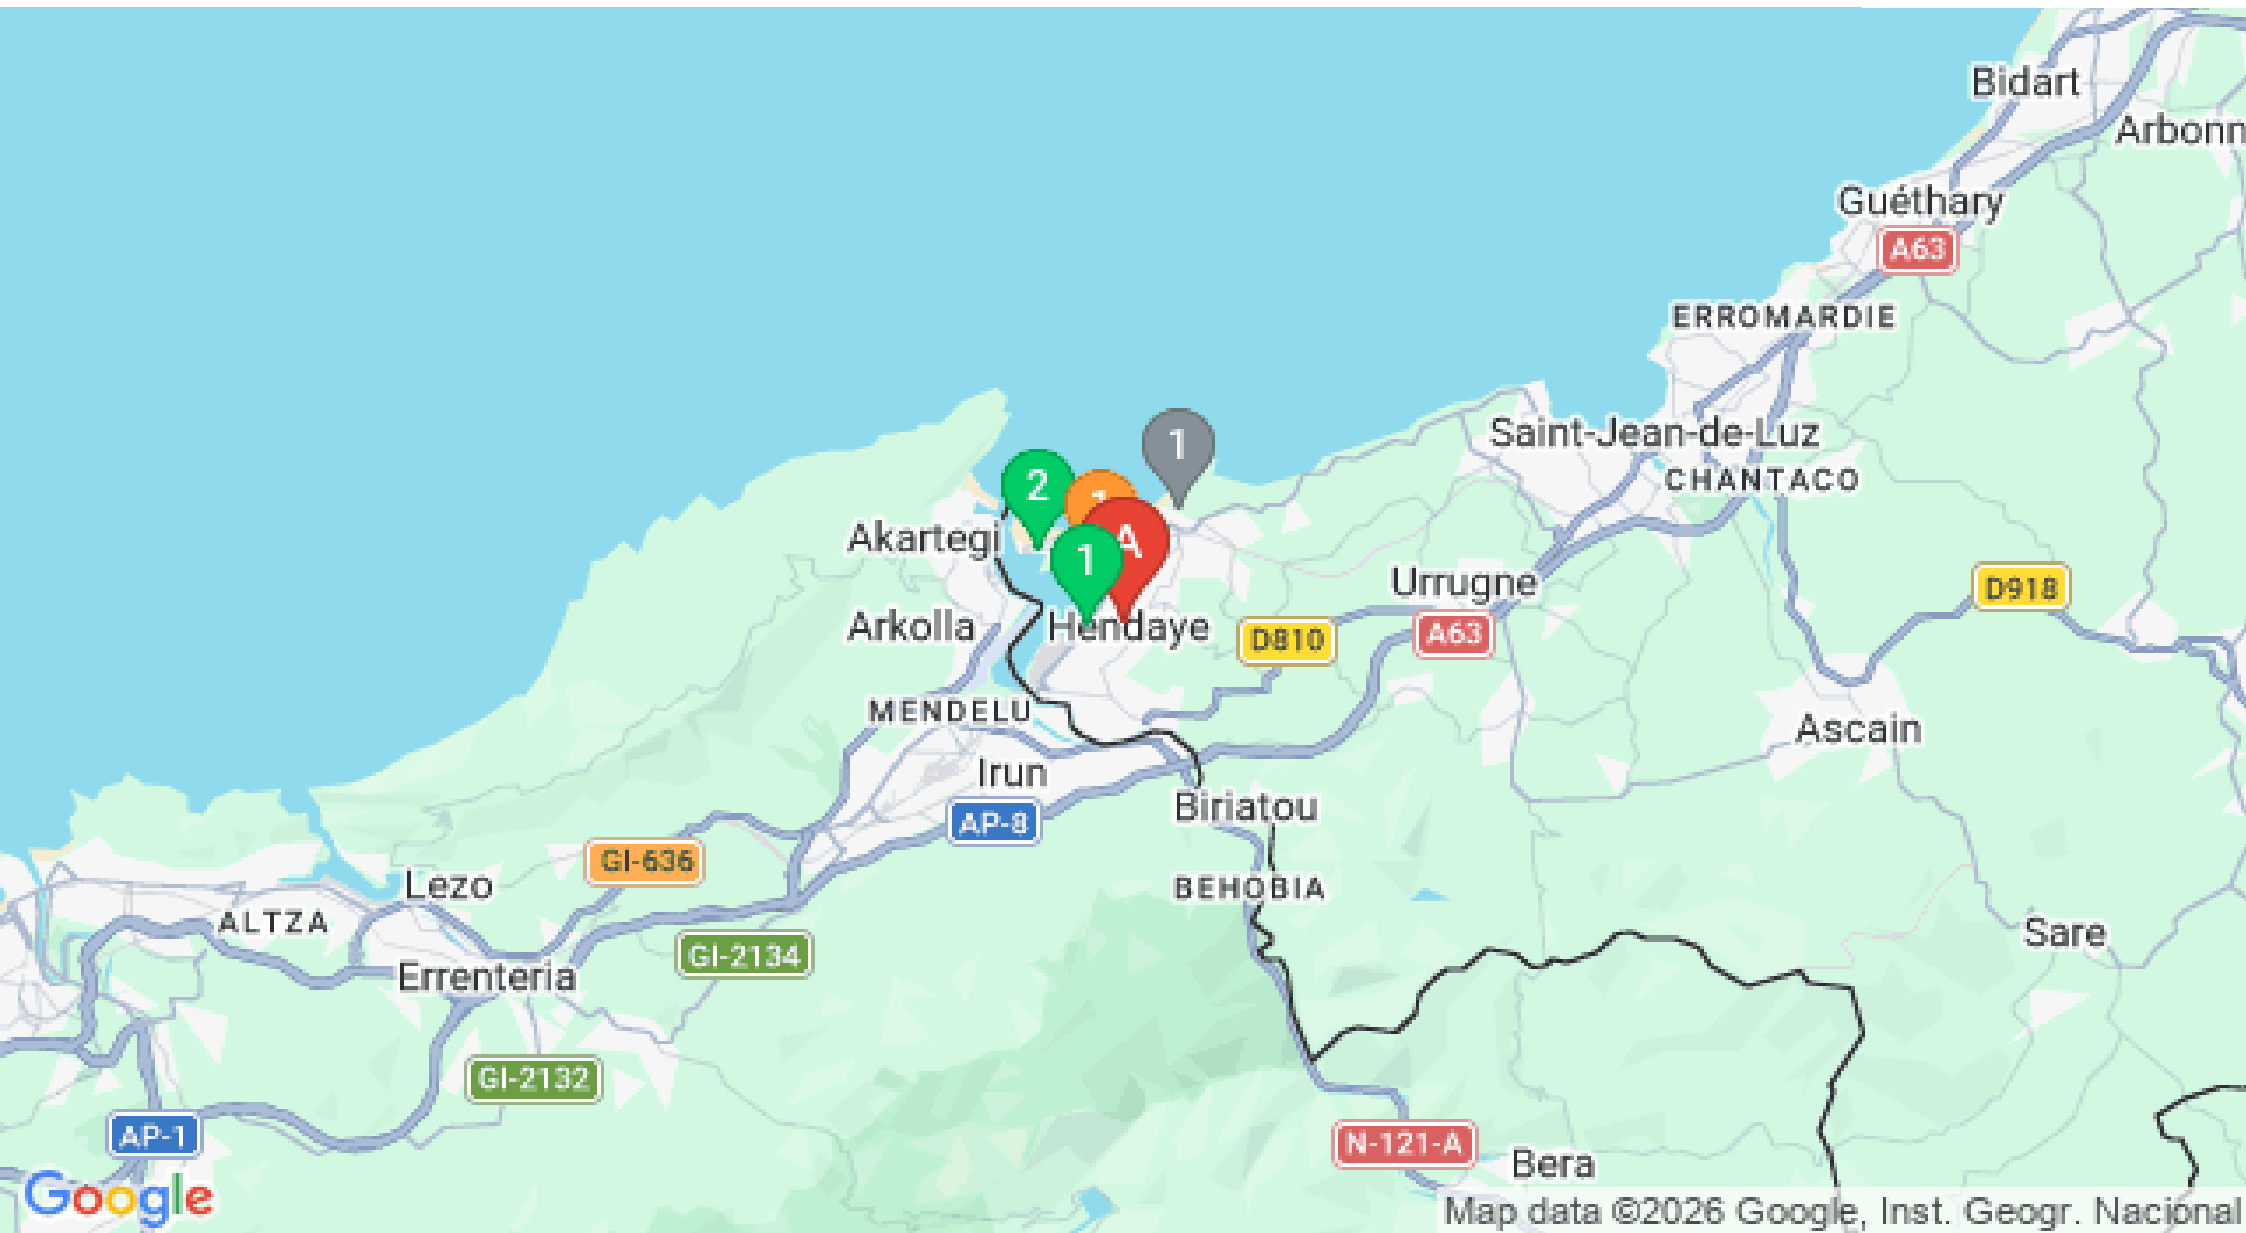 Bidart
Arbonn
Guéthary
A63
ERROMARDIE
1
Saint-Jean-de-Luz
2
CHANTACO
1
Akartegi
A
1
Urrugne
D918
Arkolla
Hendaye
D810
A63
MENDELU
Ascain
Irun
Biriatou
AP-8
GI-636
Lezo
BEHOBIA
ALTZA
Sare
GI-2134
Errenteria
GI-2132
AP-1
N-121-A
Bera
Google
Map data ©2026 Google, Inst. Geogr. Nacional